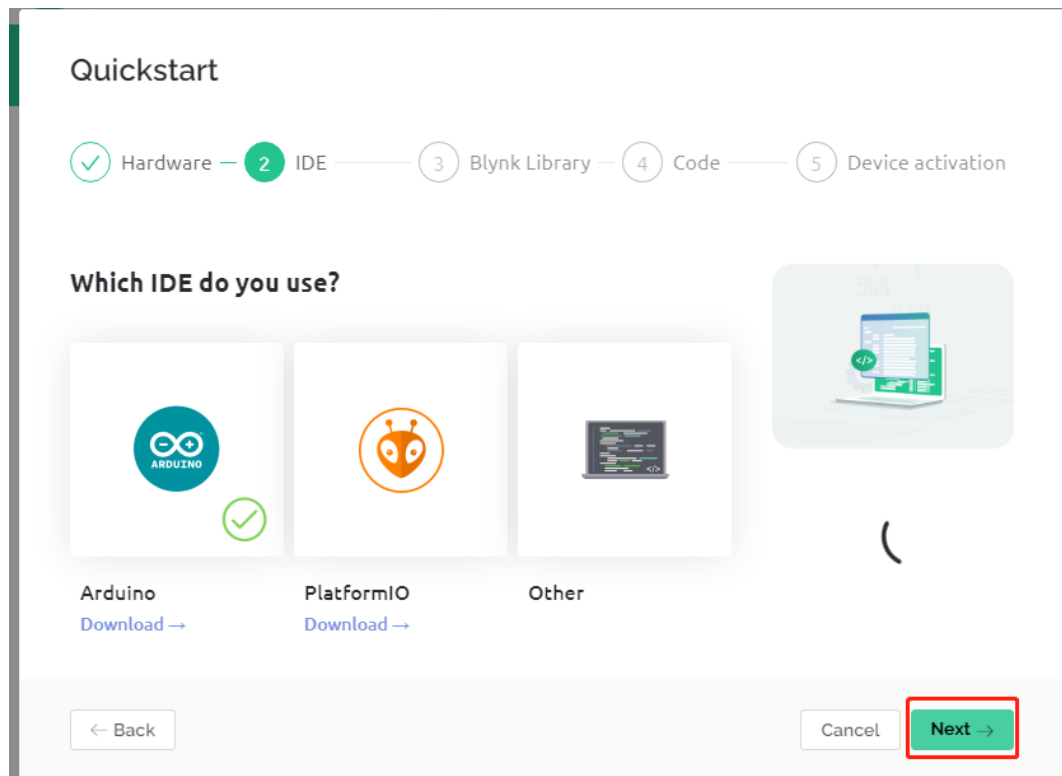 Quickstart
Hardware 2 IDE 3 Blynk Library 4 Code 5 Device activation
Which IDE do you use?
ARDUINO
</>
</>
Arduino PlatformIO Other
Download → Download →
← Back Cancel Next →